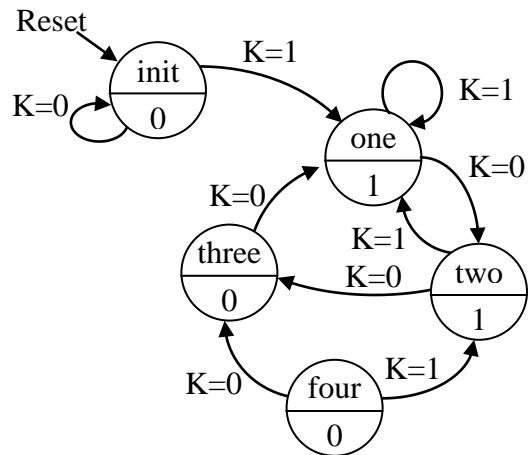 Reset
init
0
K=0
K=1
one
1
K=1
K=0
K=0
three
0
K=1
K=0
two
1
K=0
four
0
K=1